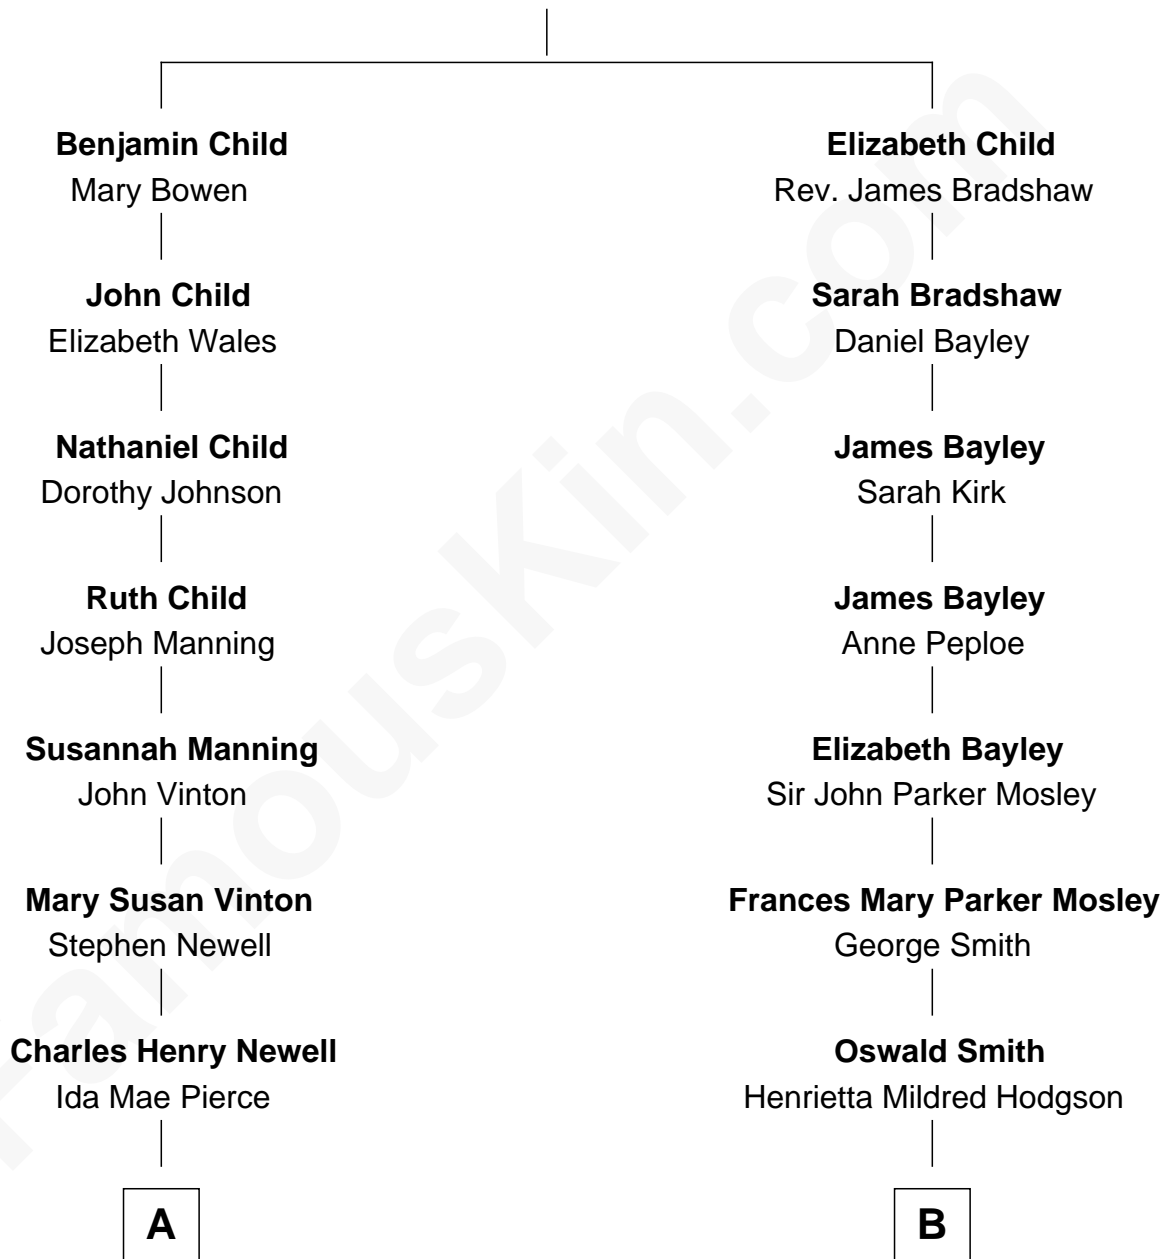 Benjamin Child
Mary Bowen
John Child
Elizabeth Wales
Nathaniel Child
Dorothy Johnson
Ruth Child
Joseph Manning
Susannah Manning
John Vinton
Mary Susan Vinton
Stephen Newell
Charles Henry Newell
Ida Mae Pierce
A
Elizabeth Child
Rev. James Bradshaw
Sarah Bradshaw
Daniel Bayley
James Bayley
Sarah Kirk
James Bayley
Anne Peploe
Elizabeth Bayley
Sir John Parker Mosley
Frances Mary Parker Mosley
George Smith
Oswald Smith
Henrietta Mildred Hodgson
B
FamousKin.com